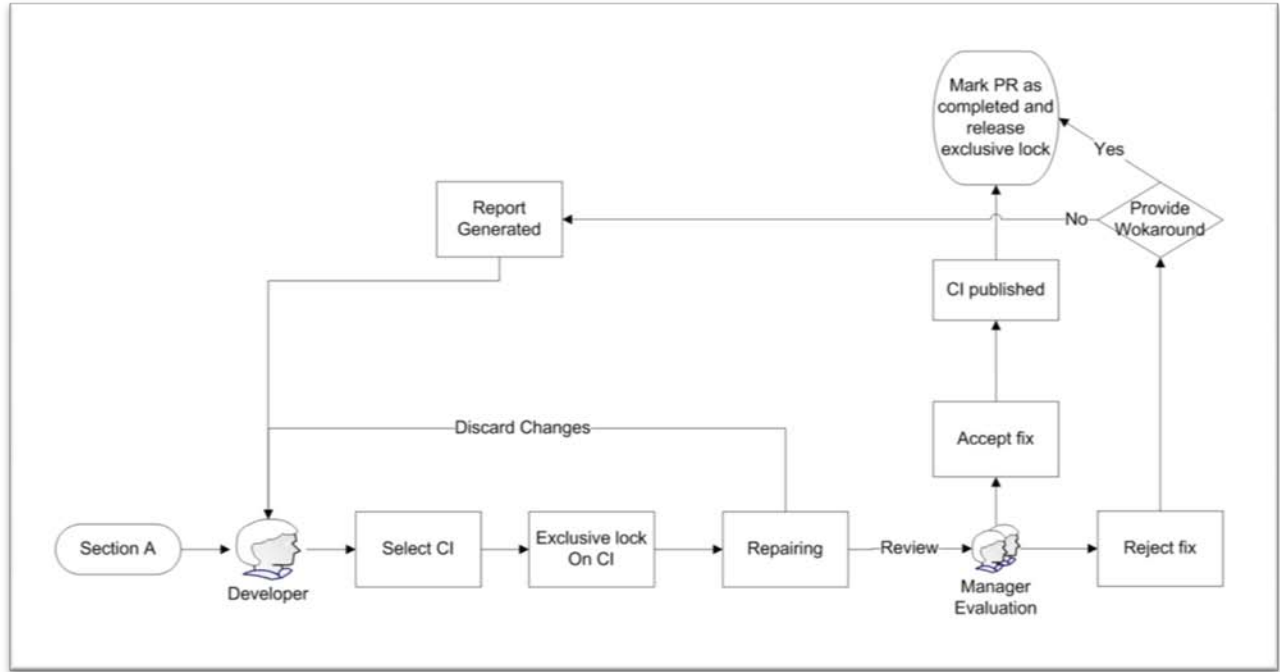 Mark PR as
completed and
release
exclusive lock
Yes
Report
Generated
No
Provide
Wokaround
CI published
Discard Changes
Accept fix
Section A
Developer
Select CI
Exclusive lock
On CI
Repairing
Review
Manager
Evaluation
Reject fix